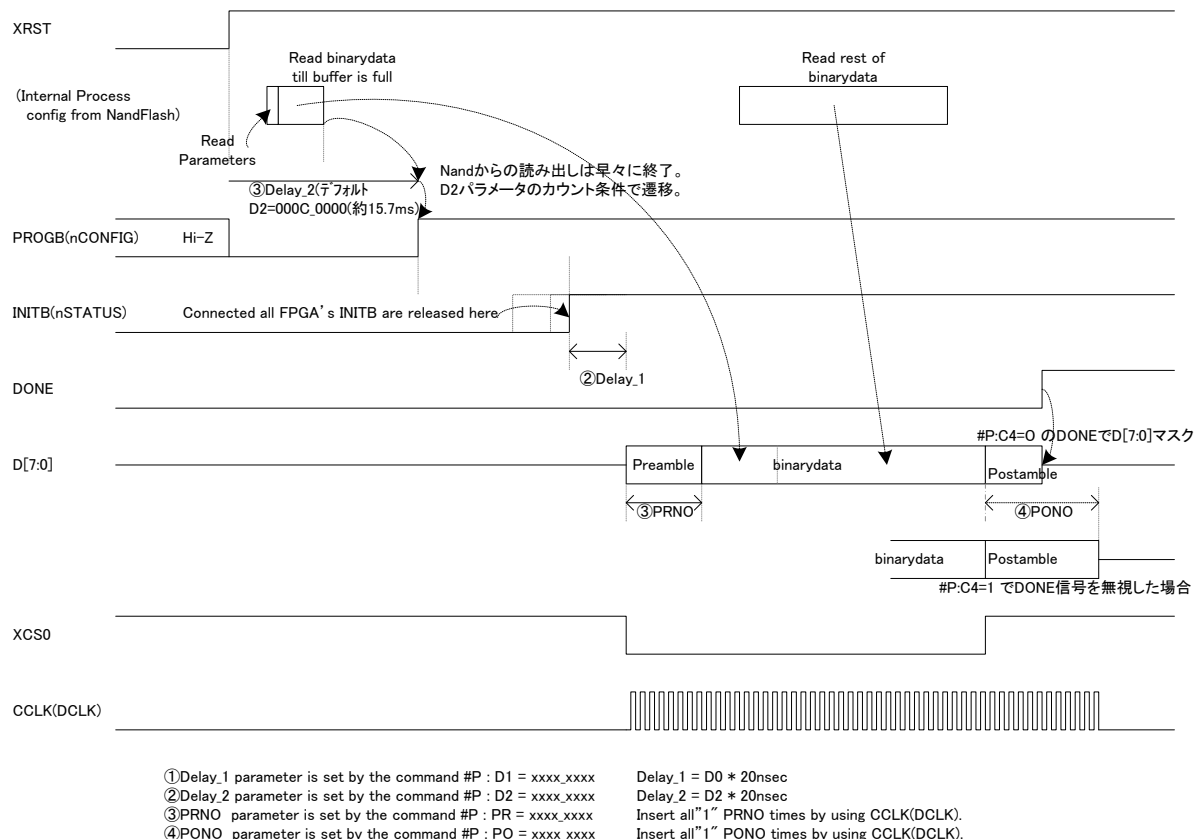 XRST
Read binarydata
till buffer is full
Read rest of
binarydata
(Internal Process
config from NandFlash)
Read
Parameters
Nandからの読み出しは早々に終了。
D2パラメータのカウント条件で遷移。
③Delay_2(デフォルト
D2=000C_0000(約15.7ms)
PROGB(nCONFIG)
Hi-Z
INITB(nSTATUS)
Connected all FPGA's INITB are released here
②Delay_1
DONE
#P:C4=0 のDONEでD[7:0]マスク
D[7:0]
Preamble
binarydata
Postamble
③PRNO
④PONO
binarydata
Postamble
#P:C4=1 でDONE信号を無視した場合
XCS0
CCLK(DCLK)
①Delay_1 parameter is set by the command #P : D1 = xxxx_xxxx Delay_1 = D0 * 20nsec
②Delay_2 parameter is set by the command #P : D2 = xxxx_xxxx Delay_2 = D2 * 20nsec
③PRNO parameter is set by the command #P : PR = xxxx_xxxx Insert all"1" PRNO times by using CCLK(DCLK).
④PONO parameter is set by the command #P : PO = xxxx_xxxx Insert all"1" PONO times by using CCLK(DCLK).